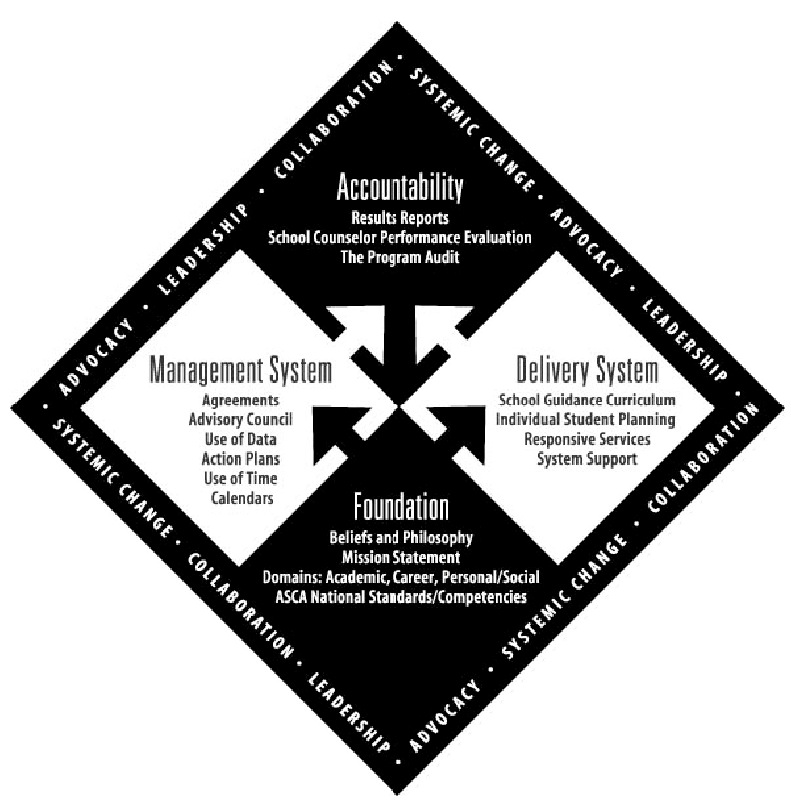 COLLABORATION • SYSTEMIC CHANGE • ADVOCACY • LEADERSHIP •
ADVOCACY • LEADERSHIP •
Accountability
Results Reports
School Counselor Performance Evaluation
The Program Audit
Management System
Agreements
Advisory Council
Use of Data
Action Plans
Use of Time
Calendars
Delivery System
School Guidance Curriculum
Individual Student Planning
Responsive Services
System Support
Foundation
Beliefs and Philosophy
Mission Statement
Domains: Academic, Career, Personal/Social
ASCA National Standards/Competencies
• SYSTEMIC CHANGE • COLLABORATION • LEADERSHIP •
ADVOCACY • SYSTEMIC CHANGE • COLLABORATION